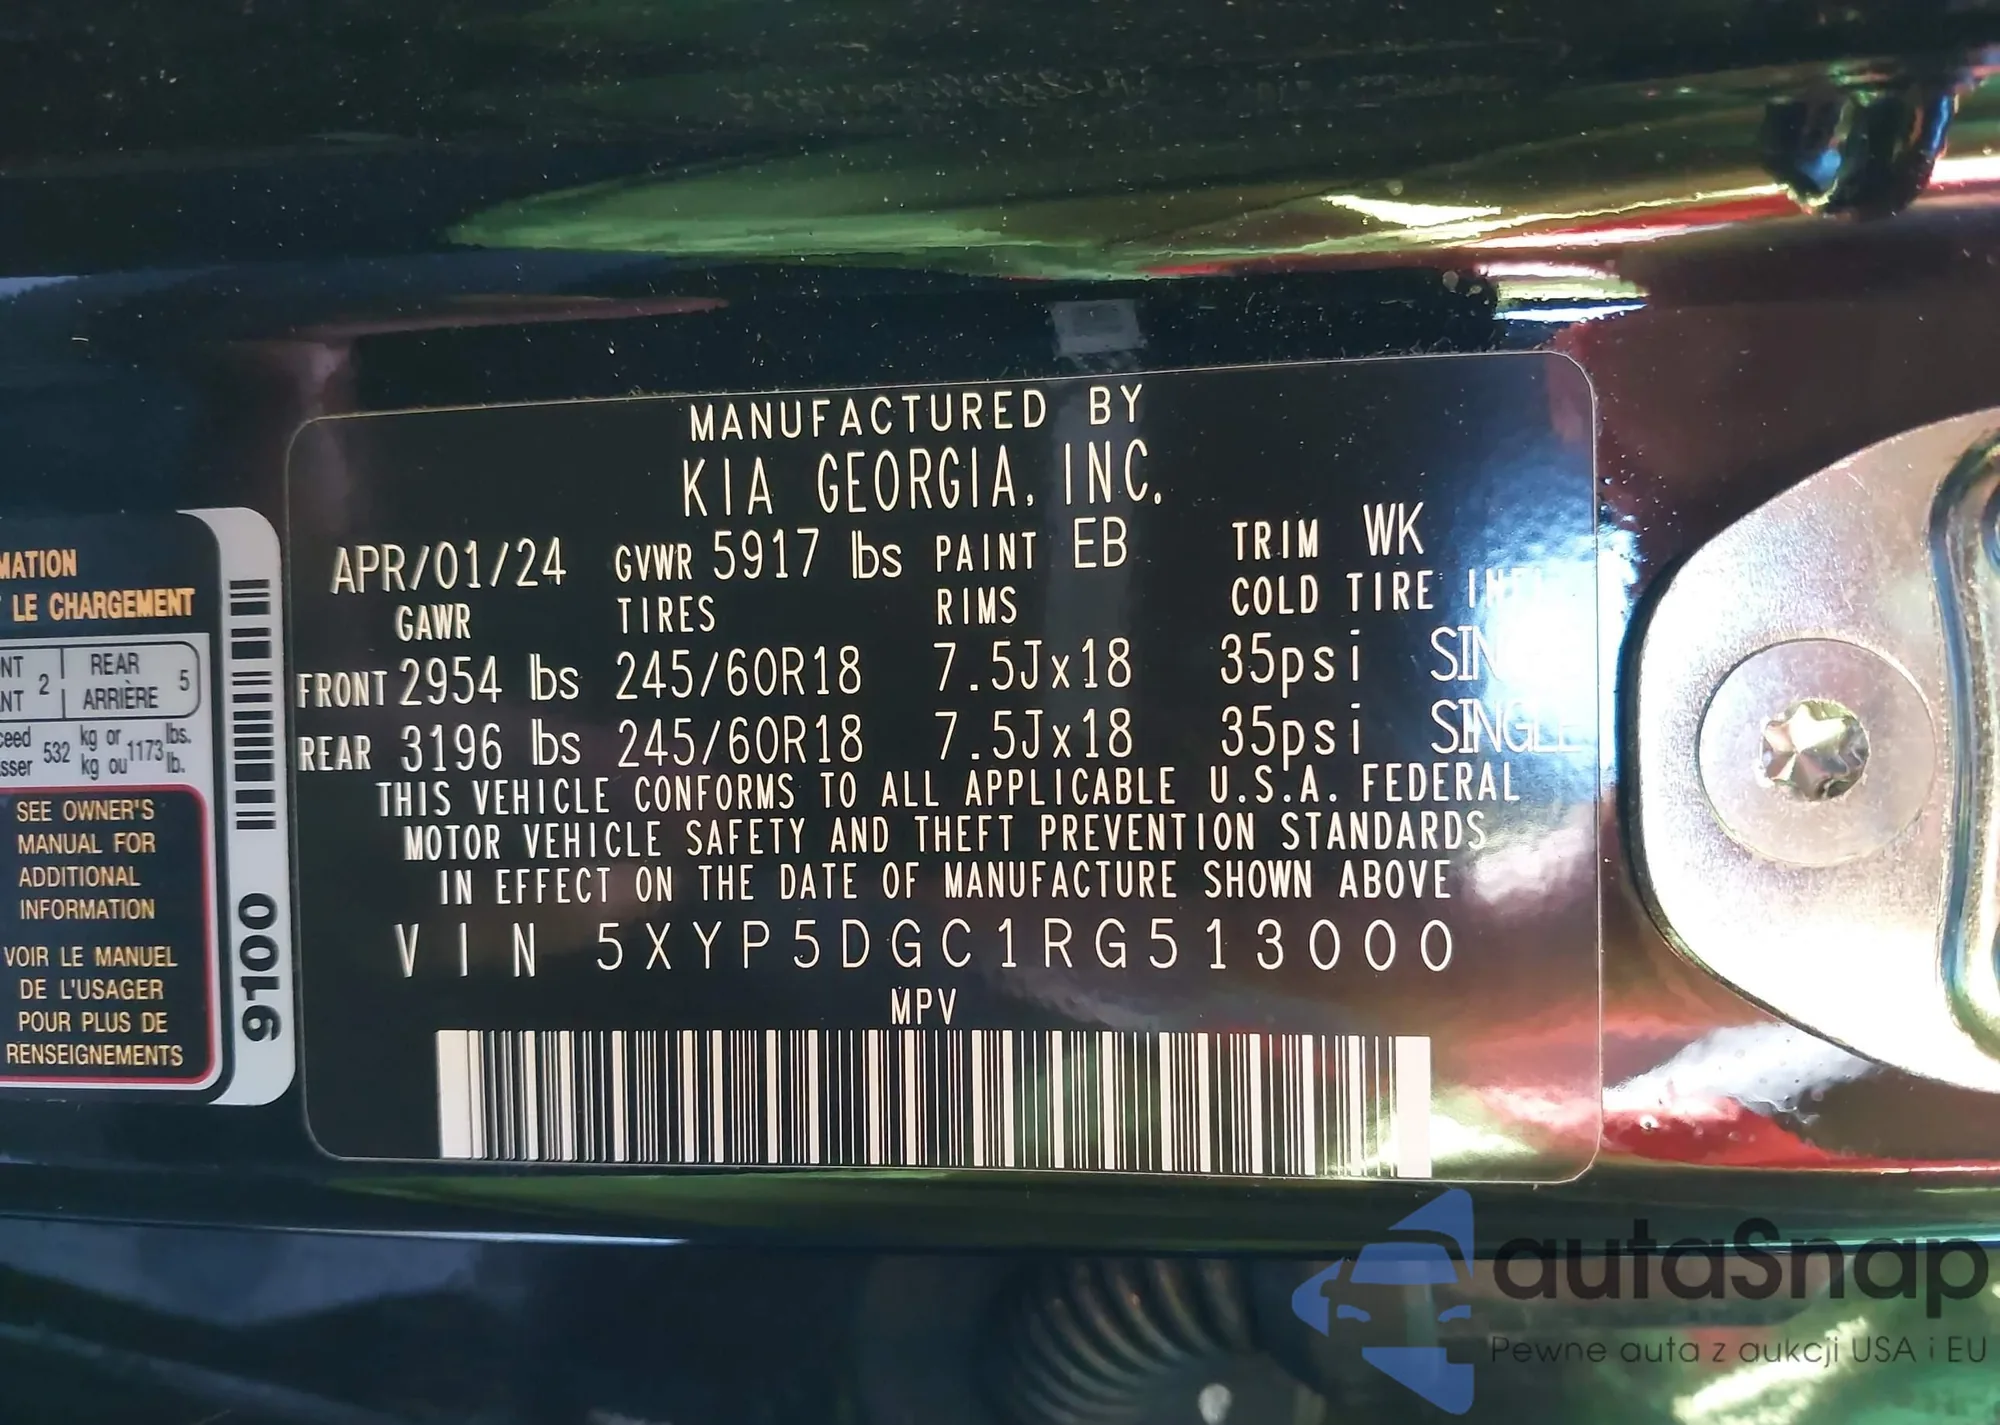 MANUFACTURED BY
KIA GEORGIA, INC.
APR/01/24 GVWR 5917 lbs PAINT EB TRIM WK
GAWR TIRES RIMS COLD TIRE
FRONT 2954 lbs 245/60R18 7.5Jx18 35psi
REAR 3196 lbs 245/60R18 7.5Jx18 35psi SINGLE
THIS VEHICLE CONFORMS TO ALL APPLICABLE U.S.A. FEDERAL
MOTOR VEHICLE SAFETY AND THEFT PREVENTION STANDARDS
IN EFFECT ON THE DATE OF MANUFACTURE SHOWN ABOVE
VIN 5XYP5DGC1RG513000
MPV
MATION
LE CHARGEMENT
NT 2 REAR 5
NT ARRIÈRE
ceed 532 kg or 1173 lbs.
sser kg ou lb.
SEE OWNER'S
MANUAL FOR
ADDITIONAL
INFORMATION
VOIR LE MANUEL
DE L'USAGER
POUR PLUS DE
RENSEIGNEMENTS
9100
autaSnap
Pewne auta z aukcji USA i EU